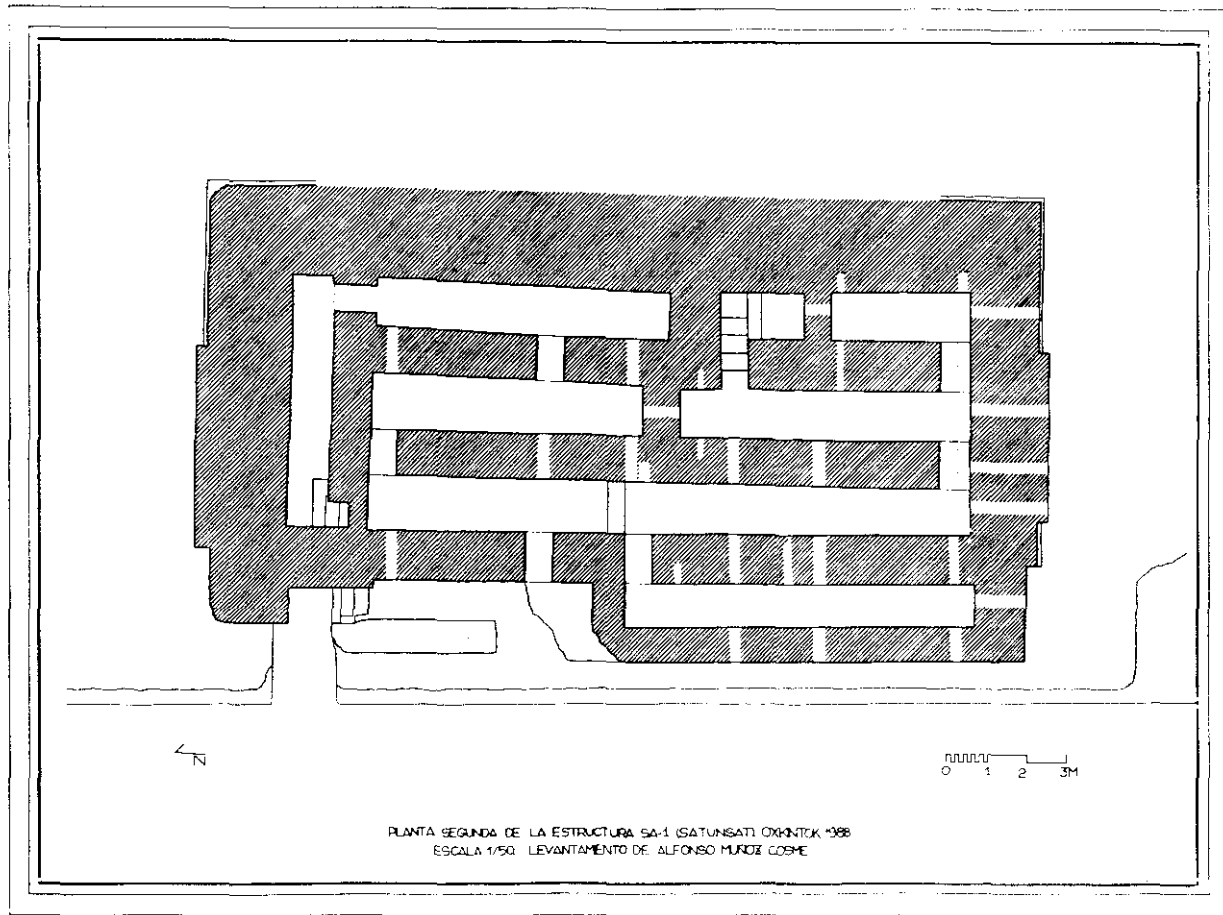 N
0 1 2 3M
PLANTA SEGUNDA DE LA ESTRUCTURA SA-1 (SATUNSAT) OXKINTOK 1988
ESCALA 1/50 LEVANTAMIENTO DE ALFONSO MUÑOZ COSME